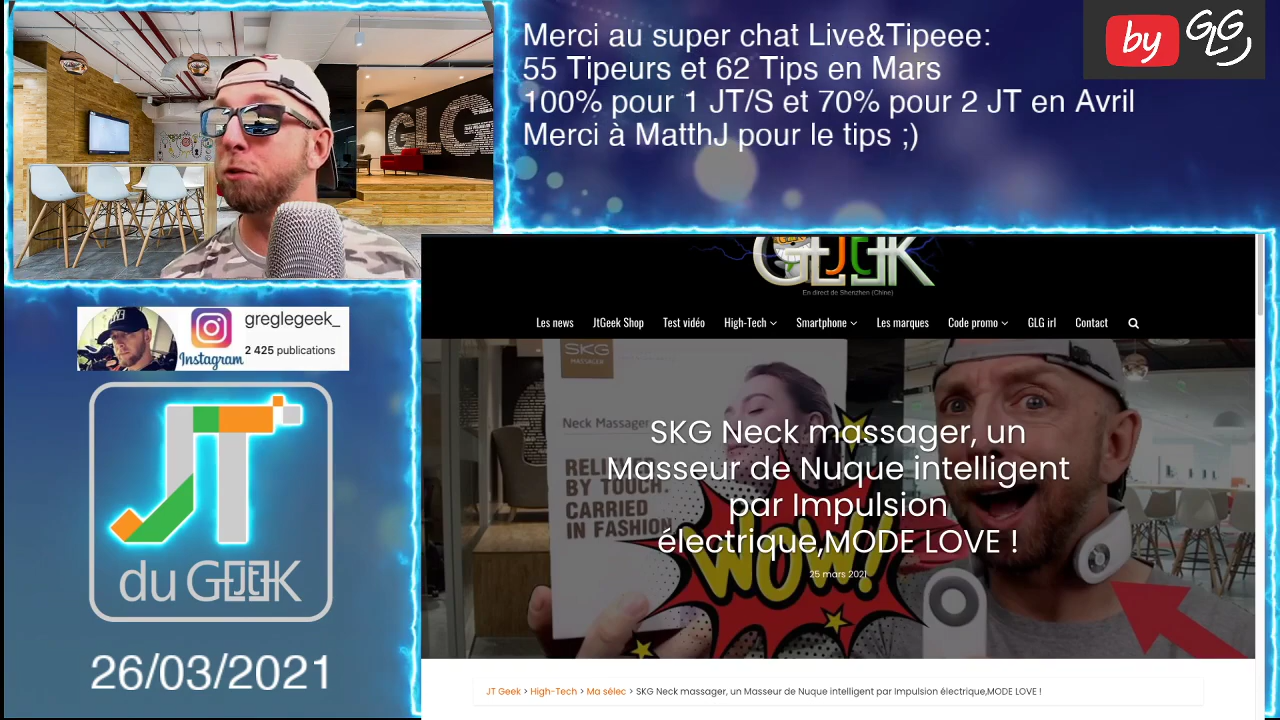 Merci au super chat Live&Tipeee:
55 Tipeurs et 62 Tips en Mars
100% pour 1 JT/S et 70% pour 2 JT en Avril
Merci à MatthJ pour le tips ;)
by GLG
GLG
greglegeek_
Instagram
2 425 publications
JT
du GEEK
26/03/2021
GEEK
En direct de Shenzhen (Chine)
Les news JtGeek Shop Test vidéo High-Tech Smartphone Les marques Code promo GLG irl Contact
SKG
MASSAGER
Neck Massager
RELIEVED
BY TOUCH.
CARRIED
IN FASHION
WOW!
SKG Neck massager, un
Masseur de Nuque intelligent
par Impulsion
électrique,MODE LOVE !
25 mars 2021
JT Geek > High-Tech > Ma sélec > SKG Neck massager, un Masseur de Nuque intelligent par Impulsion électrique,MODE LOVE !